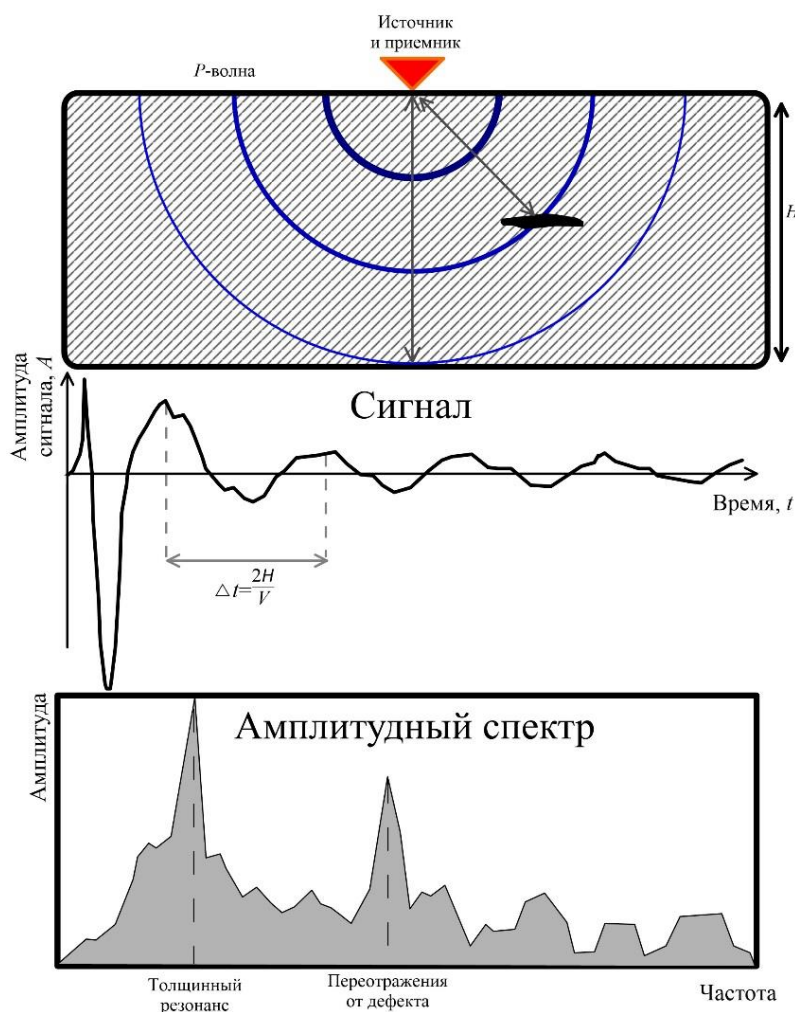 Источник
и приемник
P-волна
H
Амплитуда
сигнала, A
Сигнал
Время, t
△t=2H/V
Амплитуда
Амплитудный спектр
Толщинный
резонанс
Переотражения
от дефекта
Частота